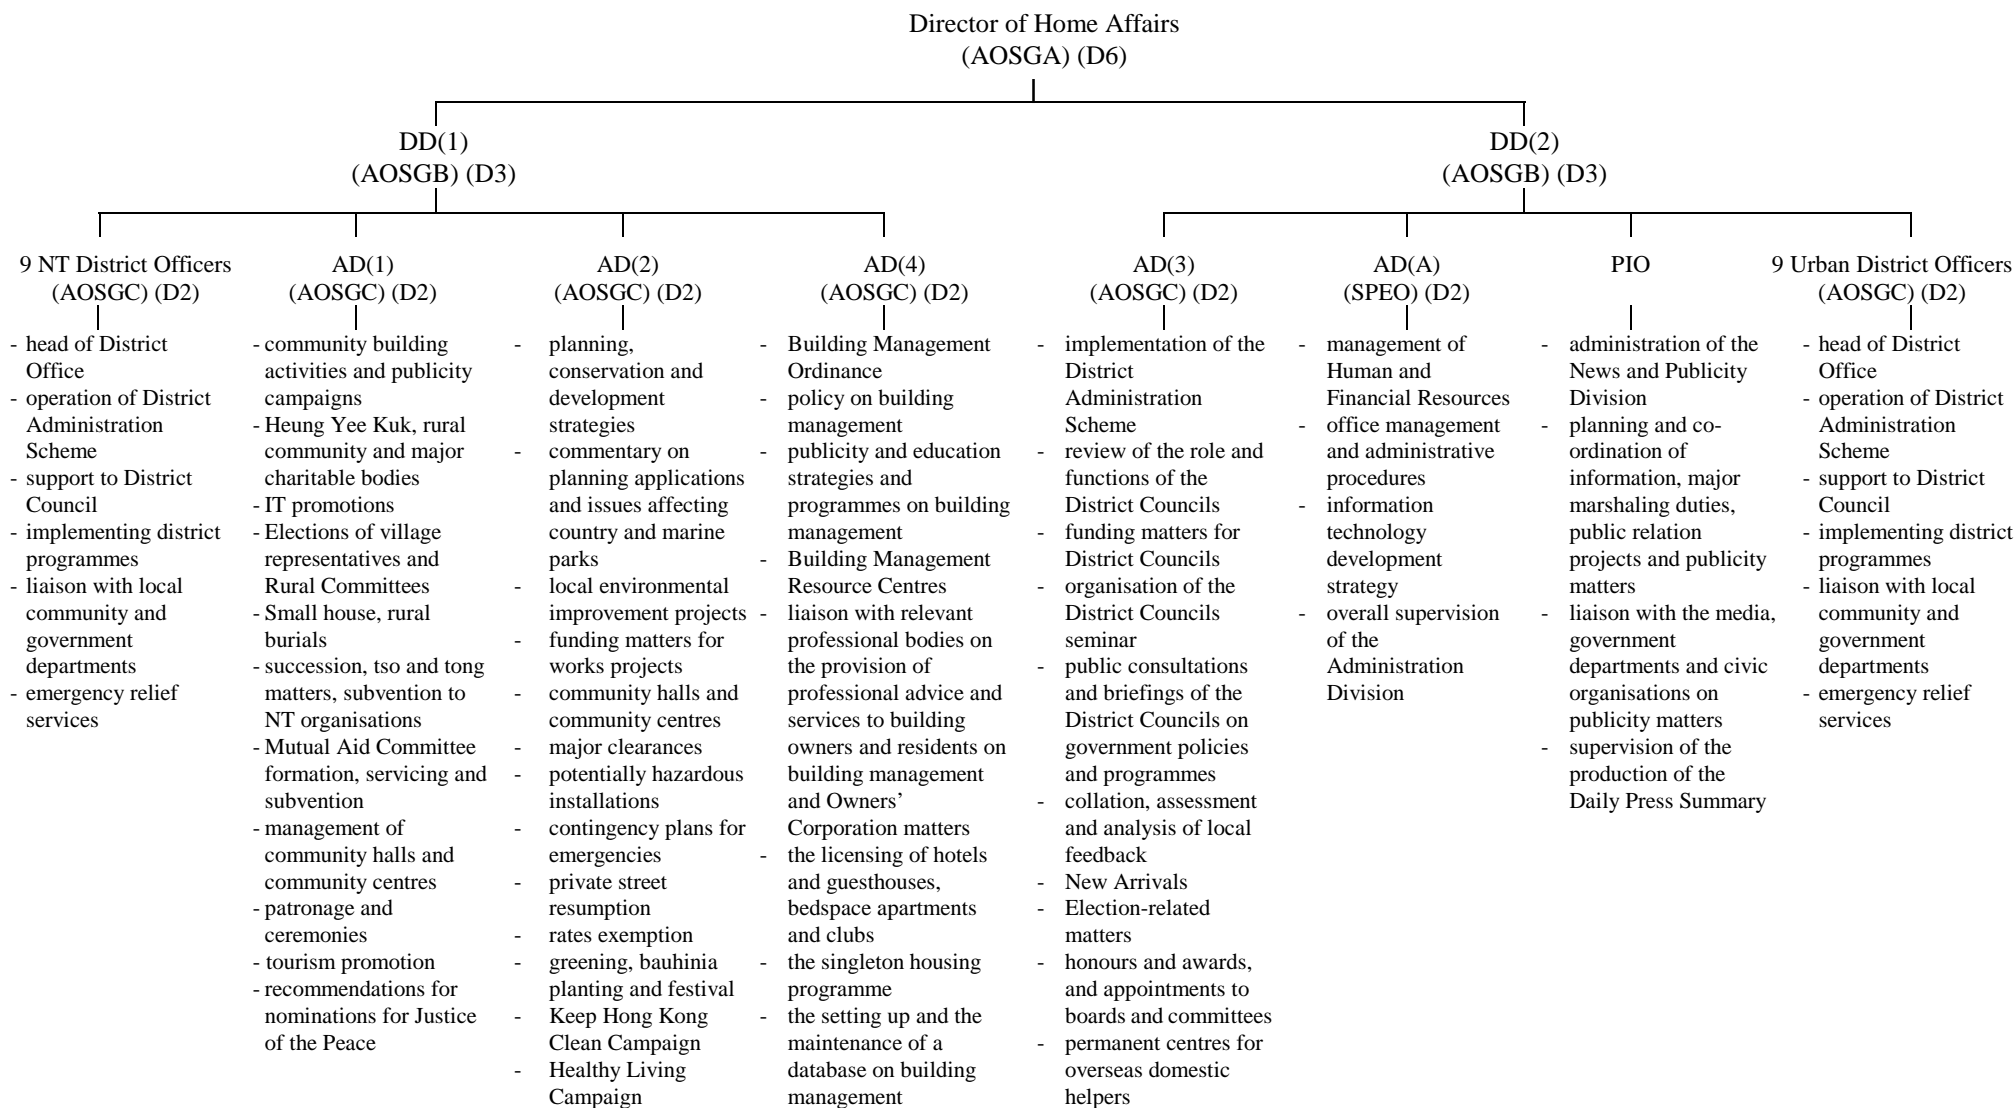 Director of Home Affairs
(AOSGA) (D6)
DD(1)
(AOSGB) (D3)
DD(2)
(AOSGB) (D3)
9 NT District Officers
(AOSGC) (D2)
- head of District
Office
- operation of District
Administration
Scheme
- support to District
Council
- implementing district
programmes
- liaison with local
community and
government
departments
- emergency relief
services
AD(1)
(AOSGC) (D2)
- community building
activities and publicity
campaigns
- Heung Yee Kuk, rural
community and major
charitable bodies
- IT promotions
- Elections of village
representatives and
Rural Committees
- Small house, rural
burials
- succession, tso and tong
matters, subvention to
NT organisations
- Mutual Aid Committee
formation, servicing and
subvention
- management of
community halls and
community centres
- patronage and
ceremonies
- tourism promotion
- recommendations for
nominations for Justice
of the Peace
AD(2)
(AOSGC) (D2)
- planning,
conservation and
development
strategies
- commentary on
planning applications
and issues affecting
country and marine
parks
- local environmental
improvement projects
- funding matters for
works projects
- community halls and
community centres
- major clearances
- potentially hazardous
installations
- contingency plans for
emergencies
- private street
resumption
- rates exemption
- greening, bauhinia
planting and festival
- Keep Hong Kong
Clean Campaign
- Healthy Living
Campaign
AD(4)
(AOSGC) (D2)
- Building Management
Ordinance
- policy on building
management
- publicity and education
strategies and
programmes on building
management
- Building Management
Resource Centres
- liaison with relevant
professional bodies on
the provision of
professional advice and
services to building
owners and residents on
building management
and Owners’
Corporation matters
- the licensing of hotels
and guesthouses,
bedspace apartments
and clubs
- the singleton housing
programme
- the setting up and the
maintenance of a
database on building
management
AD(3)
(AOSGC) (D2)
- implementation of the
District
Administration
Scheme
- review of the role and
functions of the
District Councils
- funding matters for
District Councils
- organisation of the
District Councils
seminar
- public consultations
and briefings of the
District Councils on
government policies
and programmes
- collation, assessment
and analysis of local
feedback
- New Arrivals
- Election-related
matters
- honours and awards,
and appointments to
boards and committees
- permanent centres for
overseas domestic
helpers
AD(A)
(SPEO) (D2)
- management of
Human and
Financial Resources
- office management
and administrative
procedures
- information
technology
development
strategy
- overall supervision
of the
Administration
Division
PIO
- administration of the
News and Publicity
Division
- planning and co-
ordination of
information, major
marshaling duties,
public relation
projects and publicity
matters
- liaison with the media,
government
departments and civic
organisations on
publicity matters
- supervision of the
production of the
Daily Press Summary
9 Urban District Officers
(AOSGC) (D2)
- head of District
Office
- operation of District
Administration
Scheme
- support to District
Council
- implementing district
programmes
- liaison with local
community and
government
departments
- emergency relief
services